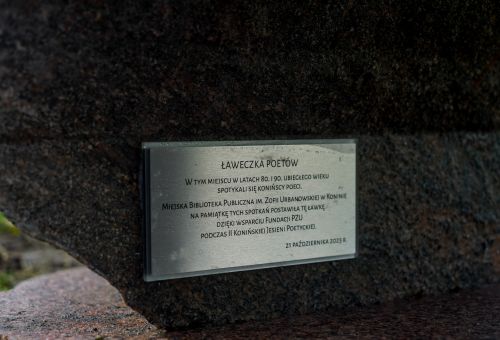 ŁAWECZKA POETÓW
W TYM MIEJSCU W LATACH 80. I 90. UBIEGŁEGO WIEKU
SPOTYKALI SIĘ KONIŃSCY POECI.
MIEJSKA BIBLIOTEKA PUBLICZNA IM. ZOFII URBANOWSKIEJ W KONINIE
NA PAMIĄTKĘ TYCH SPOTKAŃ POSTAWIŁA TĘ ŁAWKĘ
DZIĘKI WSPARCIU FUNDACJI PZU
PODCZAS II KONIŃSKIEJ JESIENI POETYCKIEJ.
21 PAŹDZIERNIKA 2023 R.